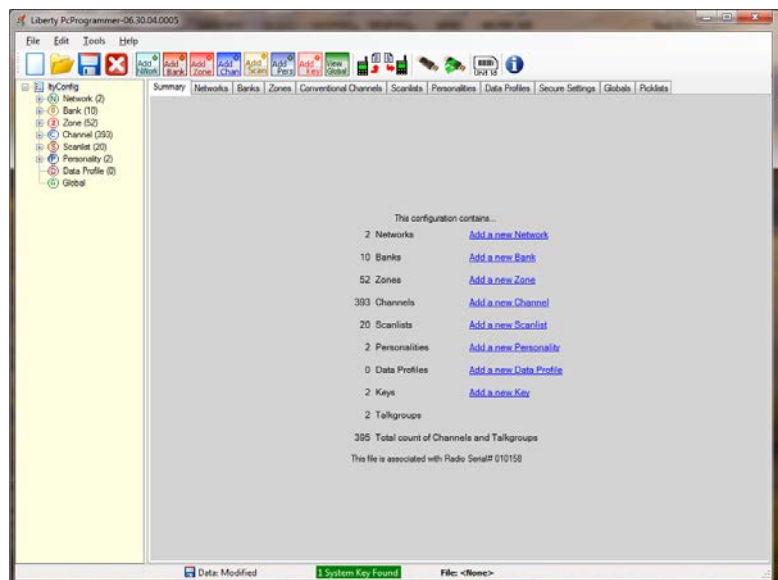 Liberty PcProgrammer-06.30.04.0005
File Edit Tools Help
Add Bank Add Zone Add Chan Add Scan Add Pers Add Key View Global Unit Id
ltyConfig
Network (2)
Bank (10)
Zone (52)
Channel (393)
Scanlist (20)
Personality (2)
Data Profile (0)
Global
Summary Networks Banks Zones Conventional Channels Scanlists Personalities Data Profiles Secure Settings Globals Picklists
This configuration contains...
2 Networks Add a new Network
10 Banks Add a new Bank
52 Zones Add a new Zone
393 Channels Add a new Channel
20 Scanlists Add a new Scanlist
2 Personalities Add a new Personality
0 Data Profiles Add a new Data Profile
2 Keys Add a new Key
2 Talkgroups
395 Total count of Channels and Talkgroups
This file is associated with Radio Serial# 010158
Data: Modified 1 System Key Found File: <None>